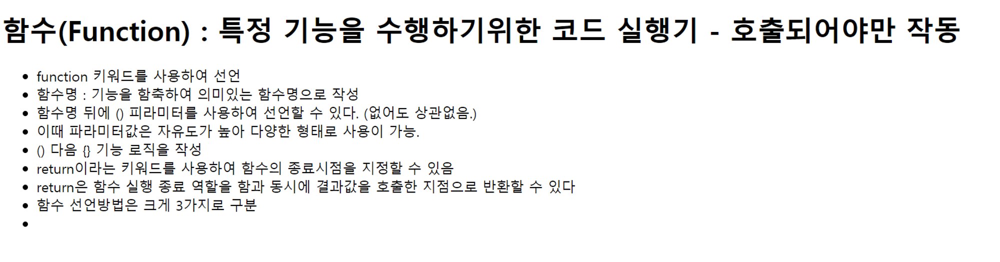 함수(Function) : 특정 기능을 수행하기위한 코드 실행기 - 호출되어야만 작동
function 키워드를 사용하여 선언
함수명 : 기능을 함축하여 의미있는 함수명으로 작성
함수명 뒤에 () 피라미터를 사용하여 선언할 수 있다. (없어도 상관없음.)
이때 파라미터값은 자유도가 높아 다양한 형태로 사용이 가능.
() 다음 {} 기능 로직을 작성
return이라는 키워드를 사용하여 함수의 종료시점을 지정할 수 있음
return은 함수 실행 종료 역할을 함과 동시에 결과값을 호출한 지점으로 반환할 수 있다
함수 선언방법은 크게 3가지로 구분